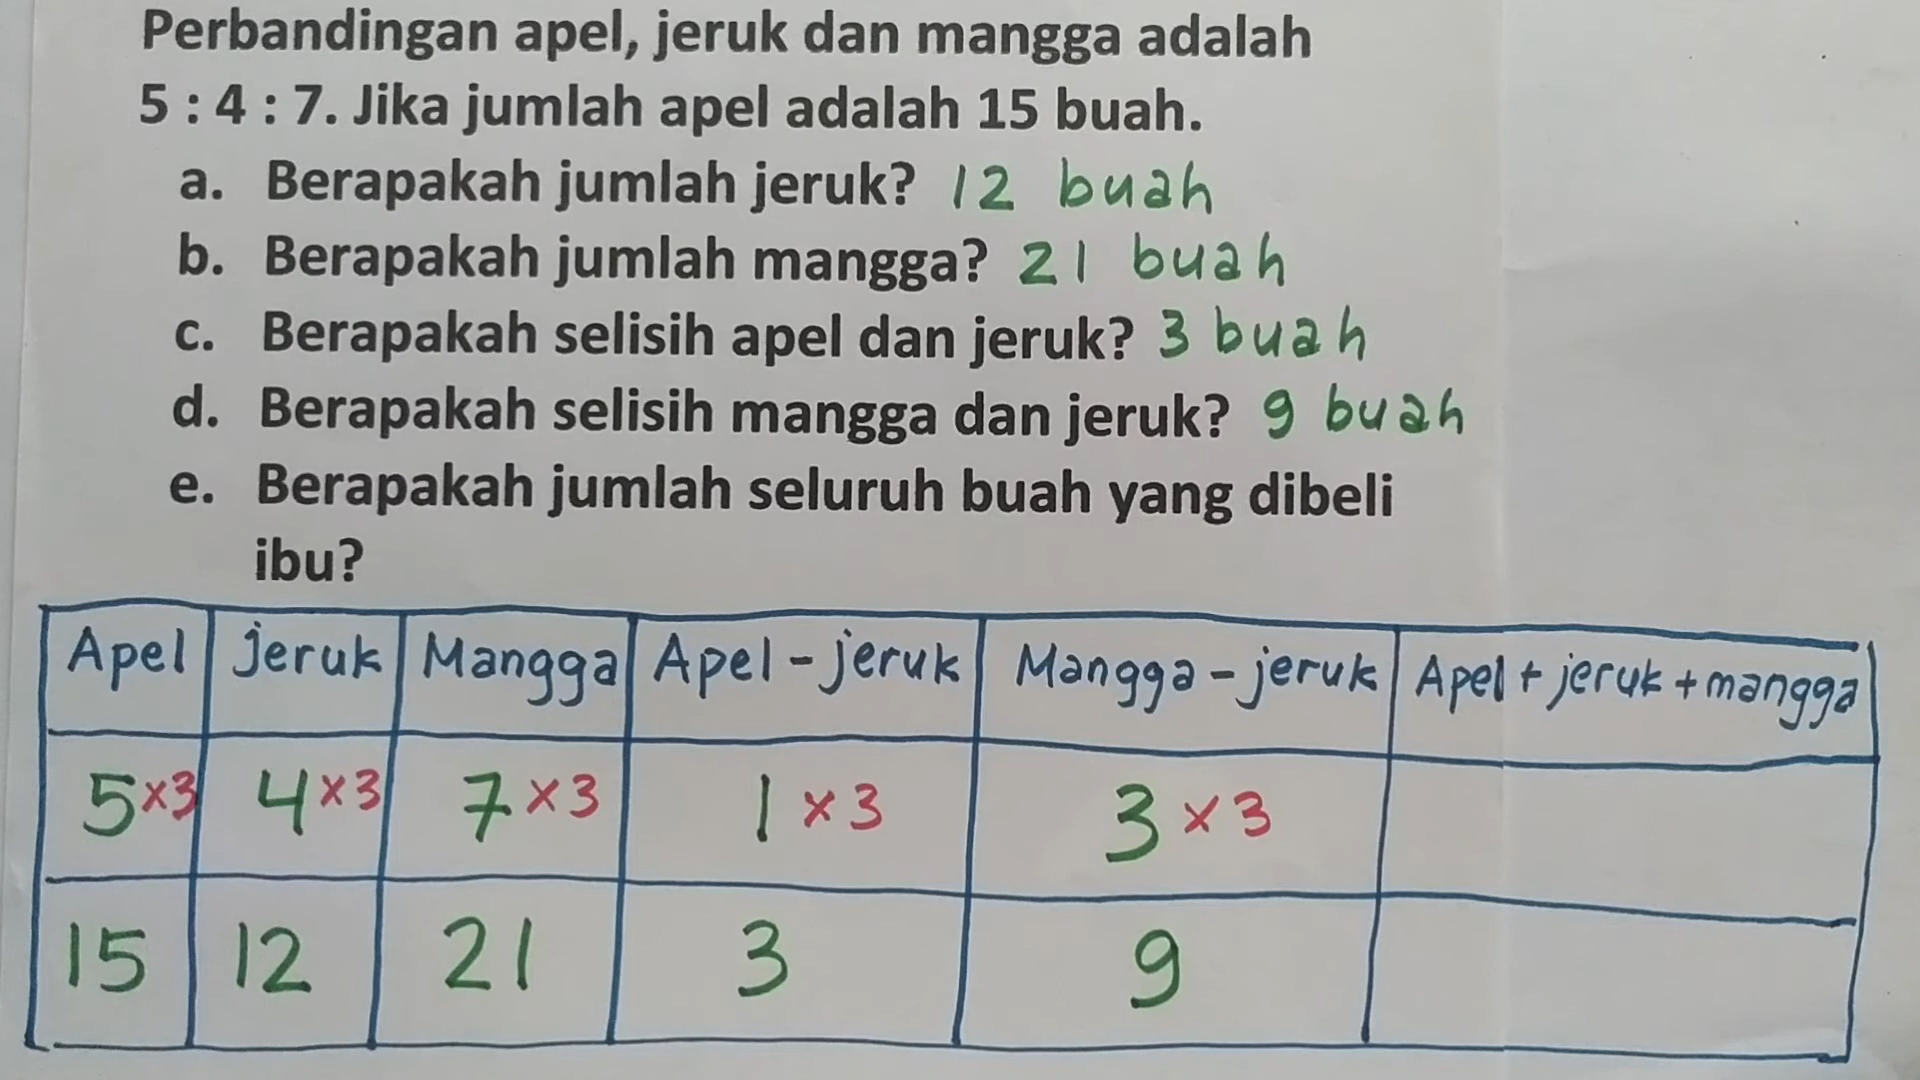 Perbandingan apel, jeruk dan mangga adalah
5 : 4 : 7. Jika jumlah apel adalah 15 buah.
a. Berapakah jumlah jeruk? 12 buah
b. Berapakah jumlah mangga? 21 buah
c. Berapakah selisih apel dan jeruk? 3 buah
d. Berapakah selisih mangga dan jeruk? 9 buah
e. Berapakah jumlah seluruh buah yang dibeli
ibu?
Apel jeruk Mangga Apel - jeruk Mangga - jeruk Apel + jeruk + mangga
5 x 3 4 x 3 7 x 3 1 x 3 3 x 3
15 12 21 3 9